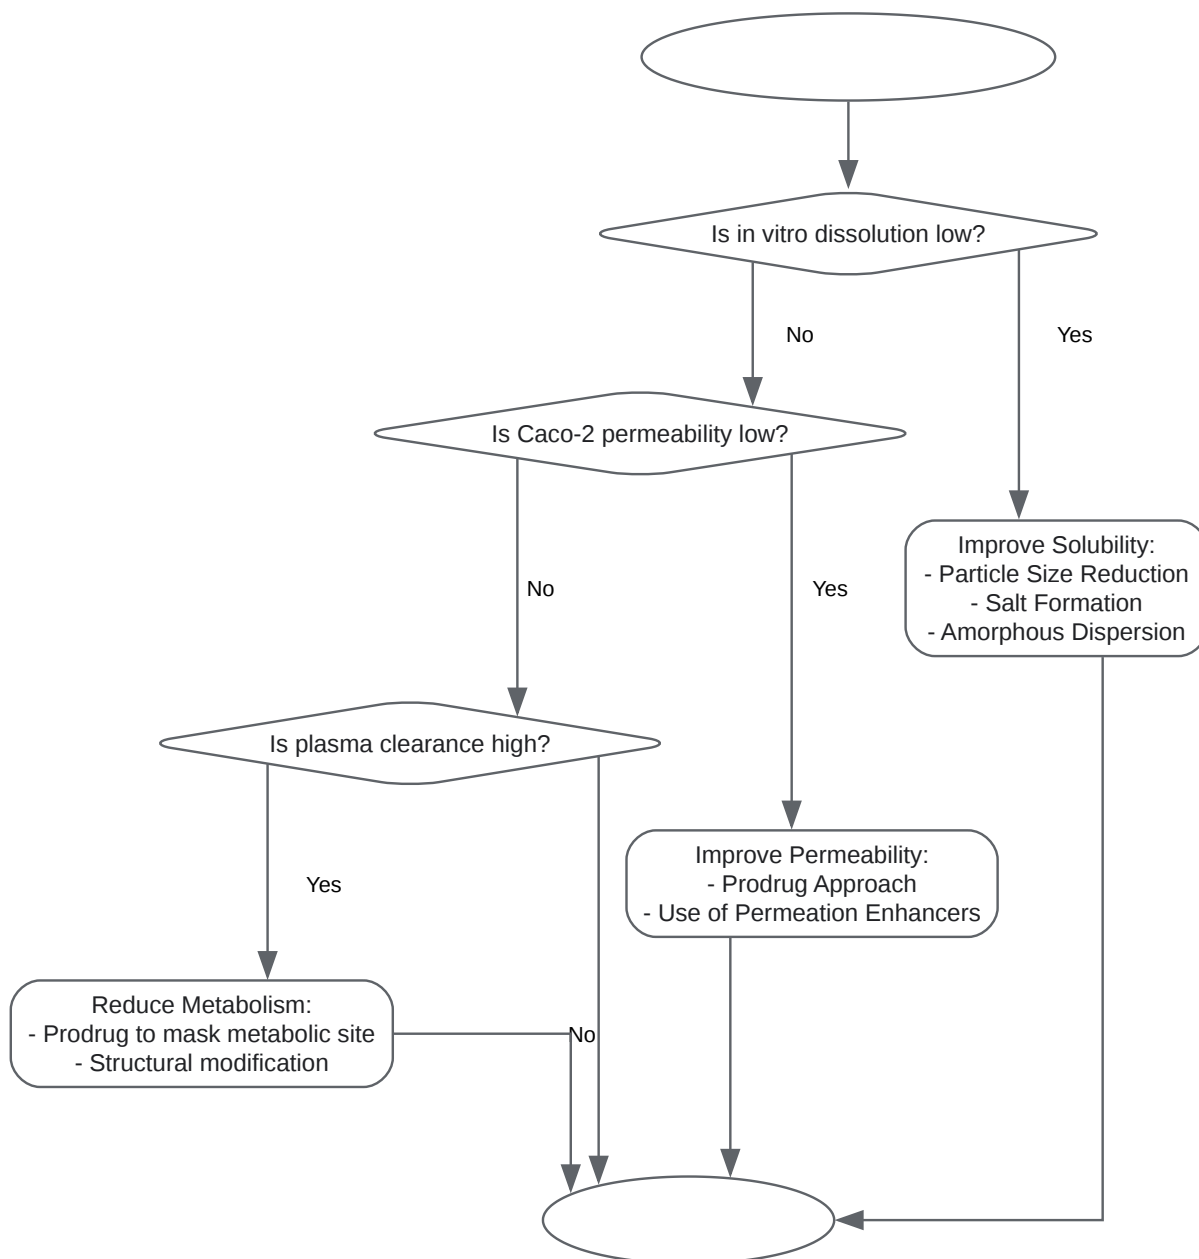 Is in vitro dissolution low?
No
Yes
Is Caco-2 permeability low?
Improve Solubility:
- Particle Size Reduction
- Salt Formation
- Amorphous Dispersion
No
Yes
Is plasma clearance high?
Improve Permeability:
- Prodrug Approach
- Use of Permeation Enhancers
Yes
Reduce Metabolism:
- Prodrug to mask metabolic site
- Structural modification
No